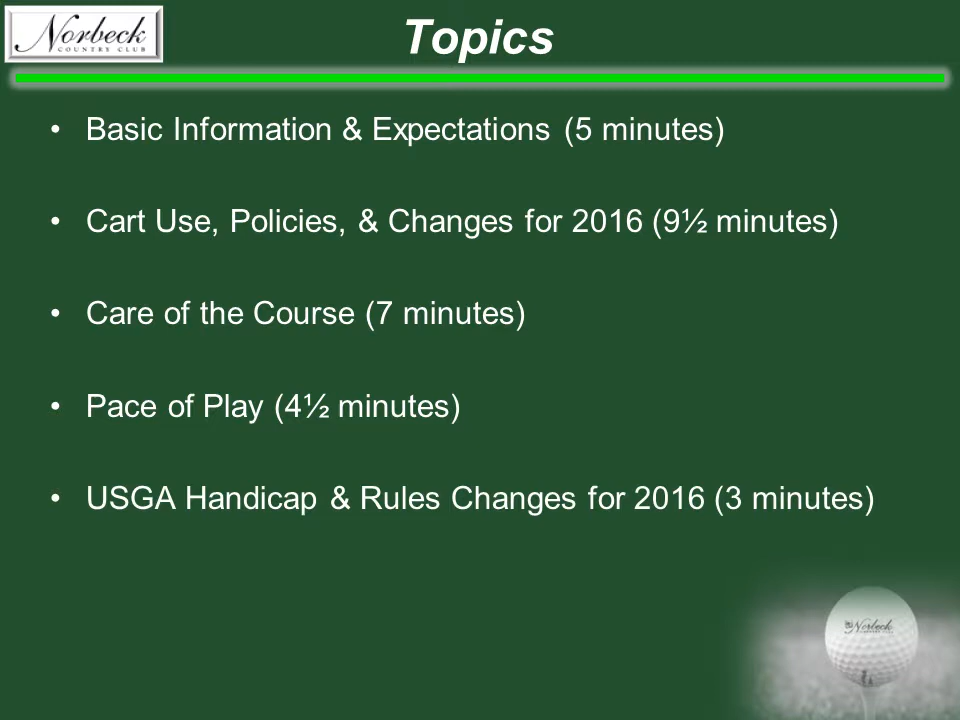 Norbeck
COUNTRY CLUB
Topics
• Basic Information & Expectations (5 minutes)
• Cart Use, Policies, & Changes for 2016 (9½ minutes)
• Care of the Course (7 minutes)
• Pace of Play (4½ minutes)
• USGA Handicap & Rules Changes for 2016 (3 minutes)
Norbeck